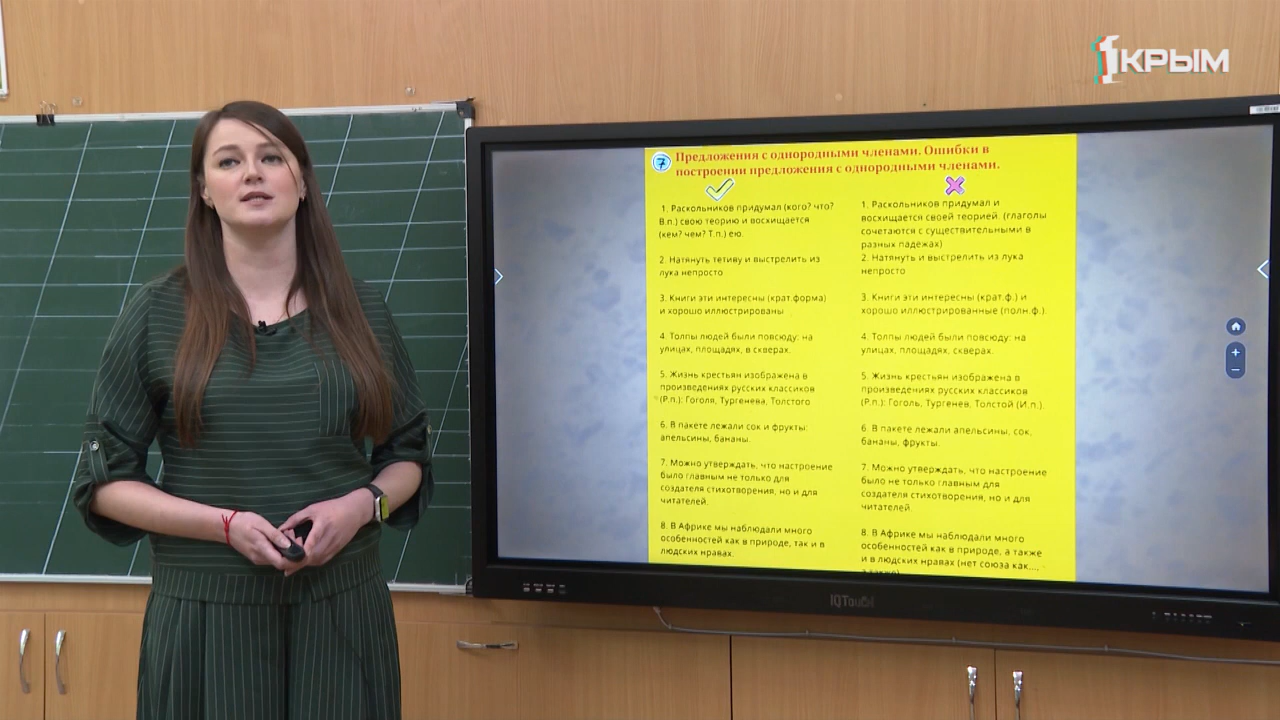 1КРЫМ
7
Предложения с однородными членами. Ошибки в
построении предложения с однородными членами.
1. Раскольников придумал (кого? что?
В.п.) свою теорию и восхищается
(кем? чем? Т.п.) ею.
2. Натянуть тетиву и выстрелить из
лука непросто
3. Книги эти интересны (крат.форма)
и хорошо иллюстрированы
4. Толпы людей были повсюду: на
улицах, площадях, в скверах.
5. Жизнь крестьян изображена в
произведениях русских классиков
(Р.п.): Гоголя, Тургенева, Толстого
6. В пакете лежали сок и фрукты:
апельсины, бананы.
7. Можно утверждать, что настроение
было главным не только для
создателя стихотворения, но и для
читателей.
8. В Африке мы наблюдали много
особенностей как в природе, так и в
людских нравах.
1. Раскольников придумал и
восхищается своей теорией. (глаголы
сочетаются с существительными в
разных падежах)
2. Натянуть и выстрелить из лука
непросто
3. Книги эти интересны (крат.ф.) и
хорошо иллюстрированные (полн.ф.).
4. Толпы людей были повсюду: на
улицах, площадях, скверах.
5. Жизнь крестьян изображена в
произведениях русских классиков
(Р.п.): Гоголь, Тургенев, Толстой (И.п.).
6. В пакете лежали апельсины, сок,
бананы, фрукты.
7. Можно утверждать, что настроение
было не только главным для
создателя стихотворения, но и для
читателей.
8. В Африке мы наблюдали много
особенностей как в природе, а также
и в людских нравах (нет союза как...,
а также)
IQTouch